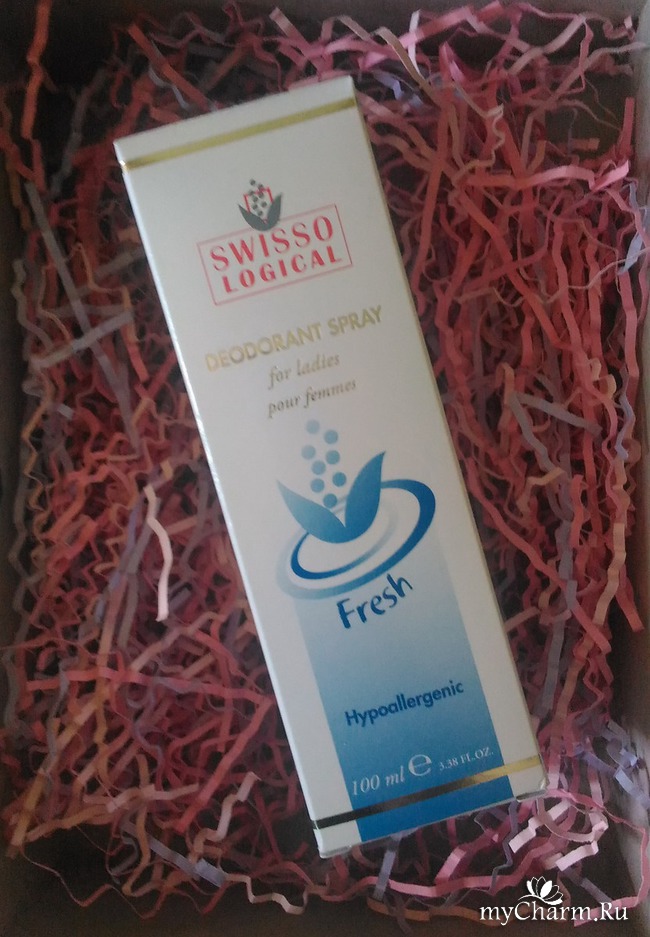 SWISSO
LOGICAL
DEODORANT SPRAY
for ladies
pour femmes
Fresh
Hypoallergenic
100 ml ℮ 3.38 FL.OZ.
myCharm.Ru